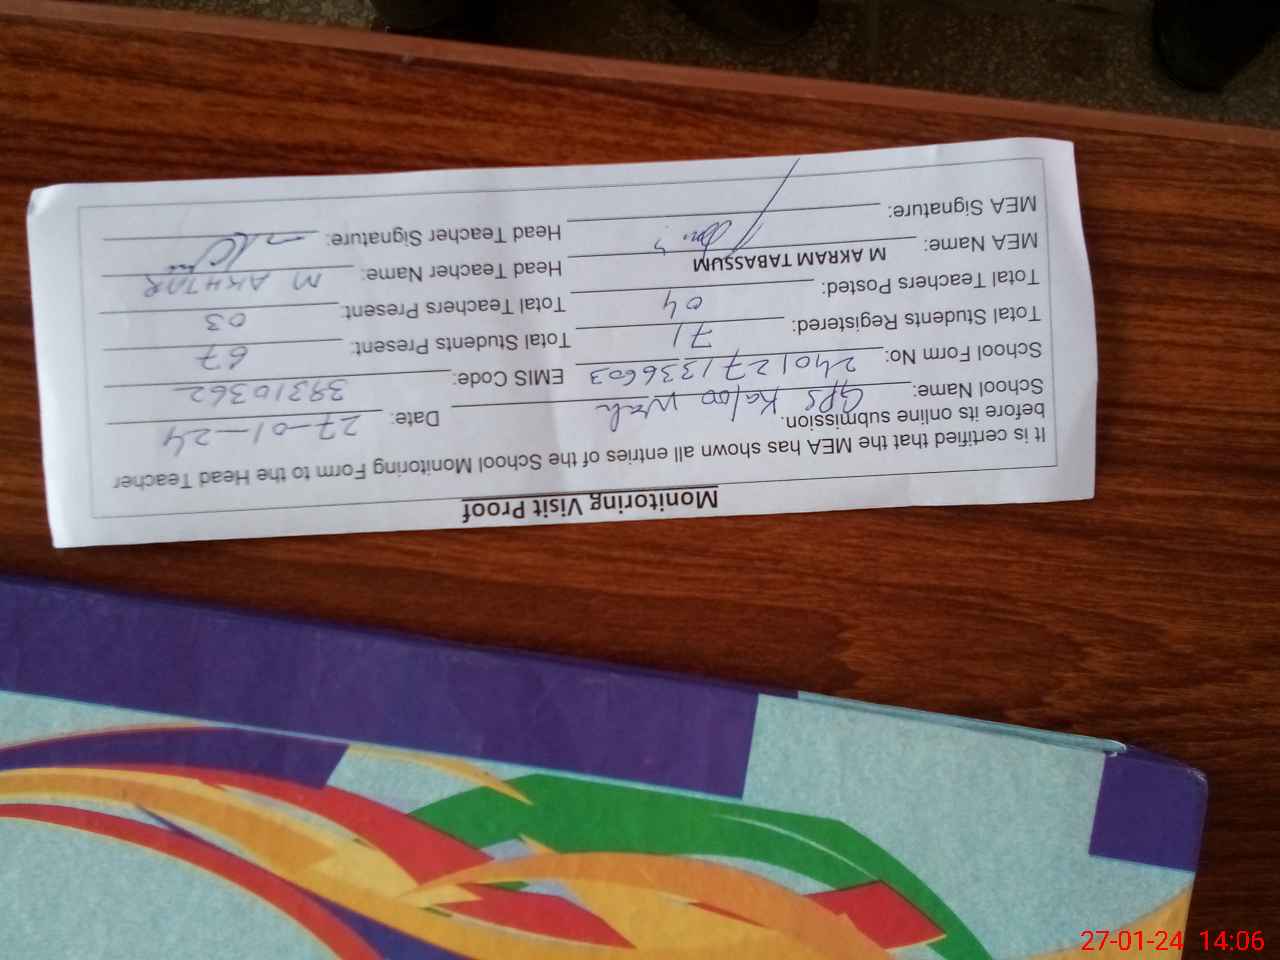 Monitoring Visit Proof
It is certified that the MEA has shown all entries of the School Monitoring Form to the Head Teacher
before its online submission.
School Name: GPS Kaloo Wah Date: 27-01-24
School Form No: 2401271336603 EMIS Code: 39310362
Total Students Registered: 71 Total Students Present: 67
Total Teachers Posted: 04 Total Teachers Present: 03
MEA Name: M AKRAM TABASSUM Head Teacher Name: M AKHTAR
MEA Signature: Head Teacher Signature:
27-01-24 14:06